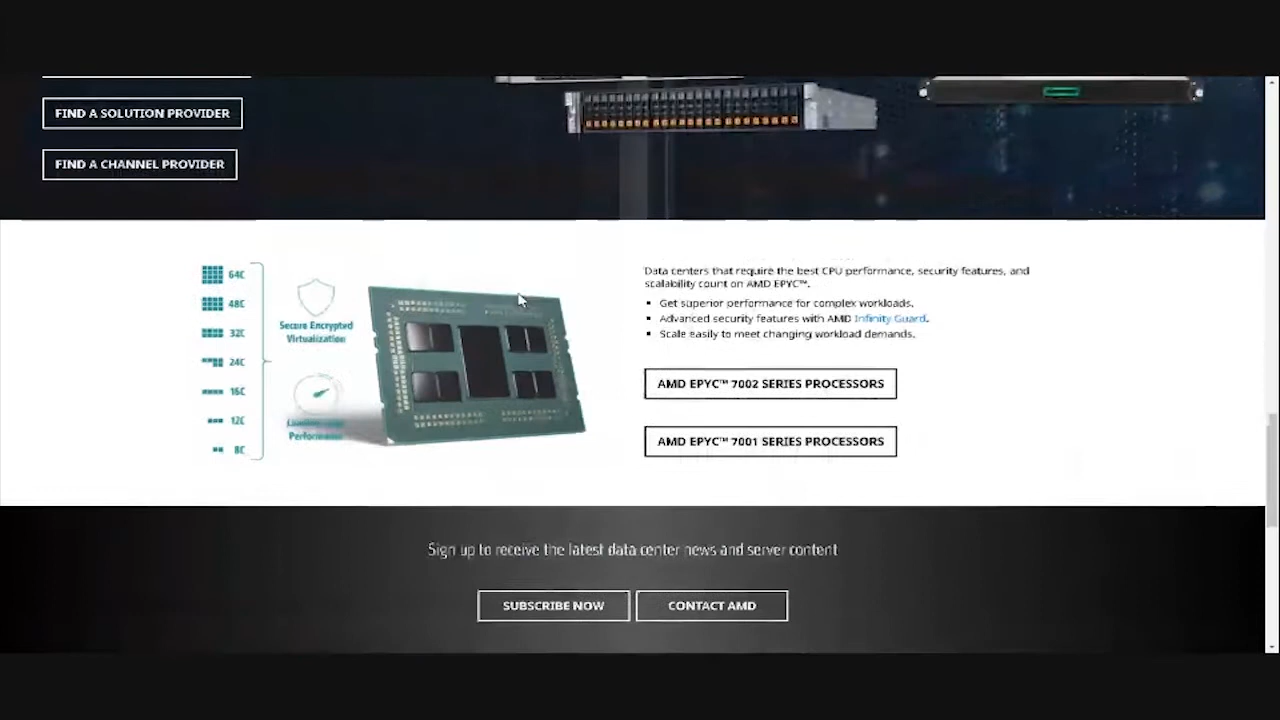 FIND A SOLUTION PROVIDER
FIND A CHANNEL PROVIDER
64C
48C
32C
24C
16C
12C
8C
Secure Encrypted
Virtualization
Performance
Data centers that require the best CPU performance, security features, and
scalability count on AMD EPYC™.
▪ Get superior performance for complex workloads.
▪ Advanced security features with AMD Infinity Guard.
▪ Scale easily to meet changing workload demands.
AMD EPYC™ 7002 SERIES PROCESSORS
AMD EPYC™ 7001 SERIES PROCESSORS
Sign up to receive the latest data center news and server content
SUBSCRIBE NOW
CONTACT AMD